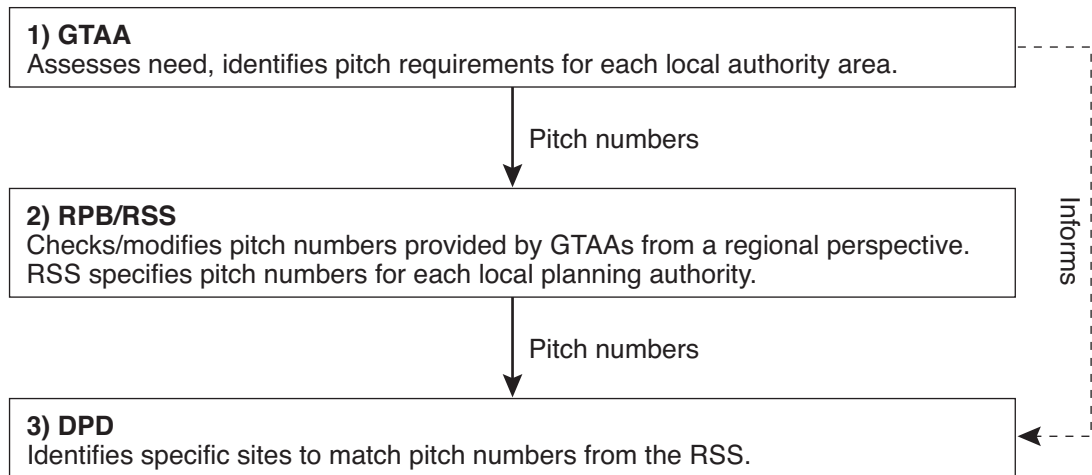 1) GTAA
Assesses need, identifies pitch requirements for each local authority area.
Pitch numbers
2) RPB/RSS
Checks/modifies pitch numbers provided by GTAAs from a regional perspective.
RSS specifies pitch numbers for each local planning authority.
Informs
Pitch numbers
3) DPD
Identifies specific sites to match pitch numbers from the RSS.